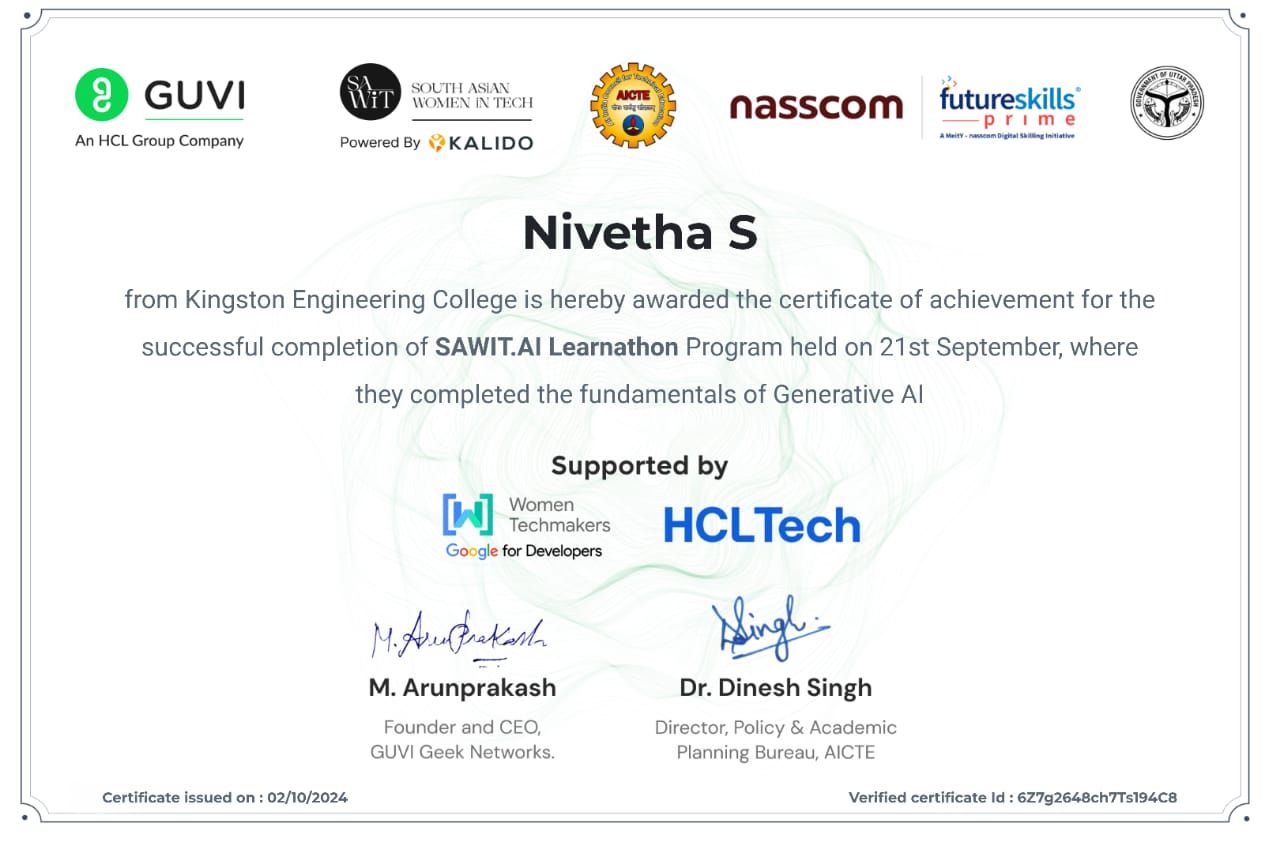 GUVI
An HCL Group Company
SAWiT
SOUTH ASIAN
WOMEN IN TECH
Powered By KALIDO
AICTE
nasscom
futureskills
prime
A MeitY - nasscom Digital Skilling Initiative
GOVERNMENT OF UTTAR PRADESH
Nivetha S
from Kingston Engineering College is hereby awarded the certificate of achievement for the
successful completion of SAWIT.AI Learnathon Program held on 21st September, where
they completed the fundamentals of Generative AI
Supported by
Women
Techmakers
Google for Developers
HCLTech
M. ArunPrakash
DSingh.
M. Arunprakash
Founder and CEO,
GUVI Geek Networks.
Dr. Dinesh Singh
Director, Policy & Academic
Planning Bureau, AICTE
Certificate issued on : 02/10/2024
Verified certificate Id : 6Z7g2648ch7Ts194C8